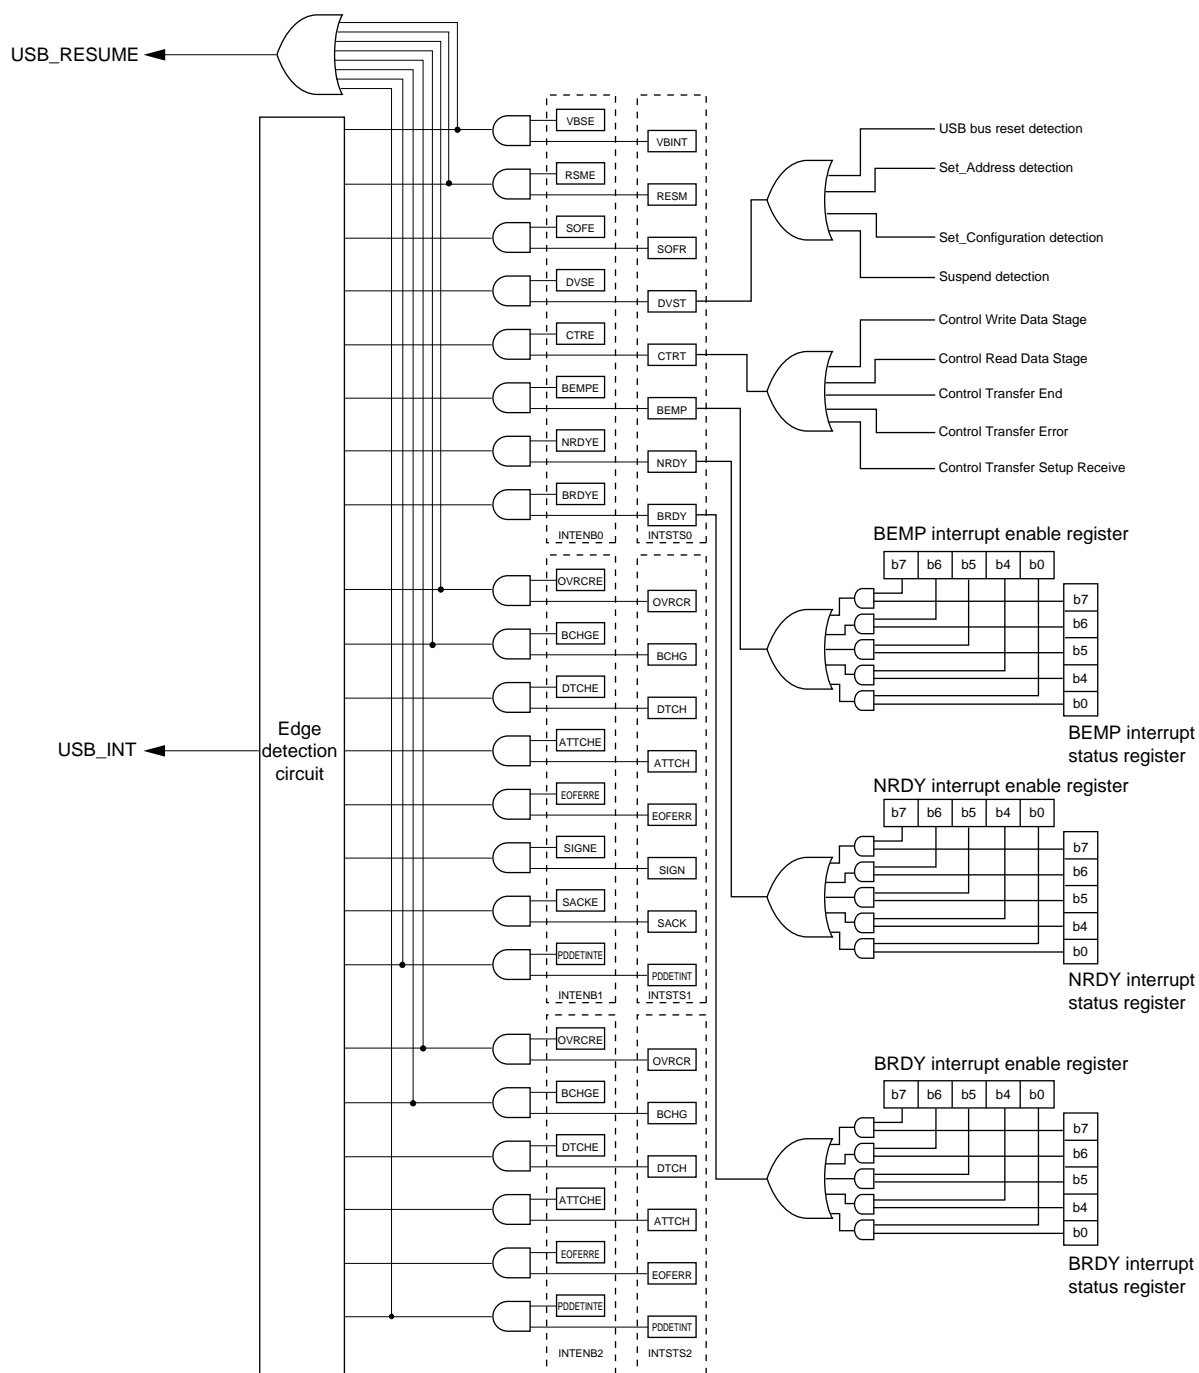 USB_RESUME
VBSE
VBINT
USB bus reset detection
RSME
RESM
Set_Address detection
SOFE
SOFR
Set_Configuration detection
DVSE
DVST
Suspend detection
CTRE
CTRT
Control Write Data Stage
Control Read Data Stage
BEMPE
BEMP
Control Transfer End
Control Transfer Error
NRDYE
NRDY
Control Transfer Setup Receive
BRDYE
BRDY
INTENB0
INTSTS0
BEMP interrupt enable register
b7 b6 b5 b4 b0
b7
b6
b5
b4
b0
BEMP interrupt
status register
OVRCRE
OVRCR
BCHGE
BCHG
DTCHE
DTCH
USB_INT
Edge
detection
circuit
ATTCHE
ATTCH
EOFERRE
EOFERR
NRDY interrupt enable register
b7 b6 b5 b4 b0
b7
b6
b5
b4
b0
NRDY interrupt
status register
SIGNE
SIGN
SACKE
SACK
PDDETINTE
PDDETINT
INTENB1
INTSTS1
OVRCRE
OVRCR
BRDY interrupt enable register
b7 b6 b5 b4 b0
b7
b6
b5
b4
b0
BRDY interrupt
status register
BCHGE
BCHG
DTCHE
DTCH
ATTCHE
ATTCH
EOFERRE
EOFERR
PDDETINTE
PDDETINT
INTENB2
INTSTS2